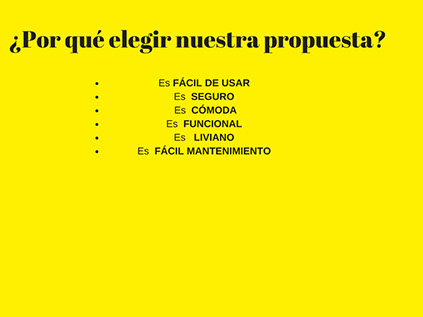 ¿Por qué elegir nuestra propuesta?
• Es FÁCIL DE USAR
• Es SEGURO
• Es CÓMODA
• Es FUNCIONAL
• Es LIVIANO
• Es FÁCIL MANTENIMIENTO